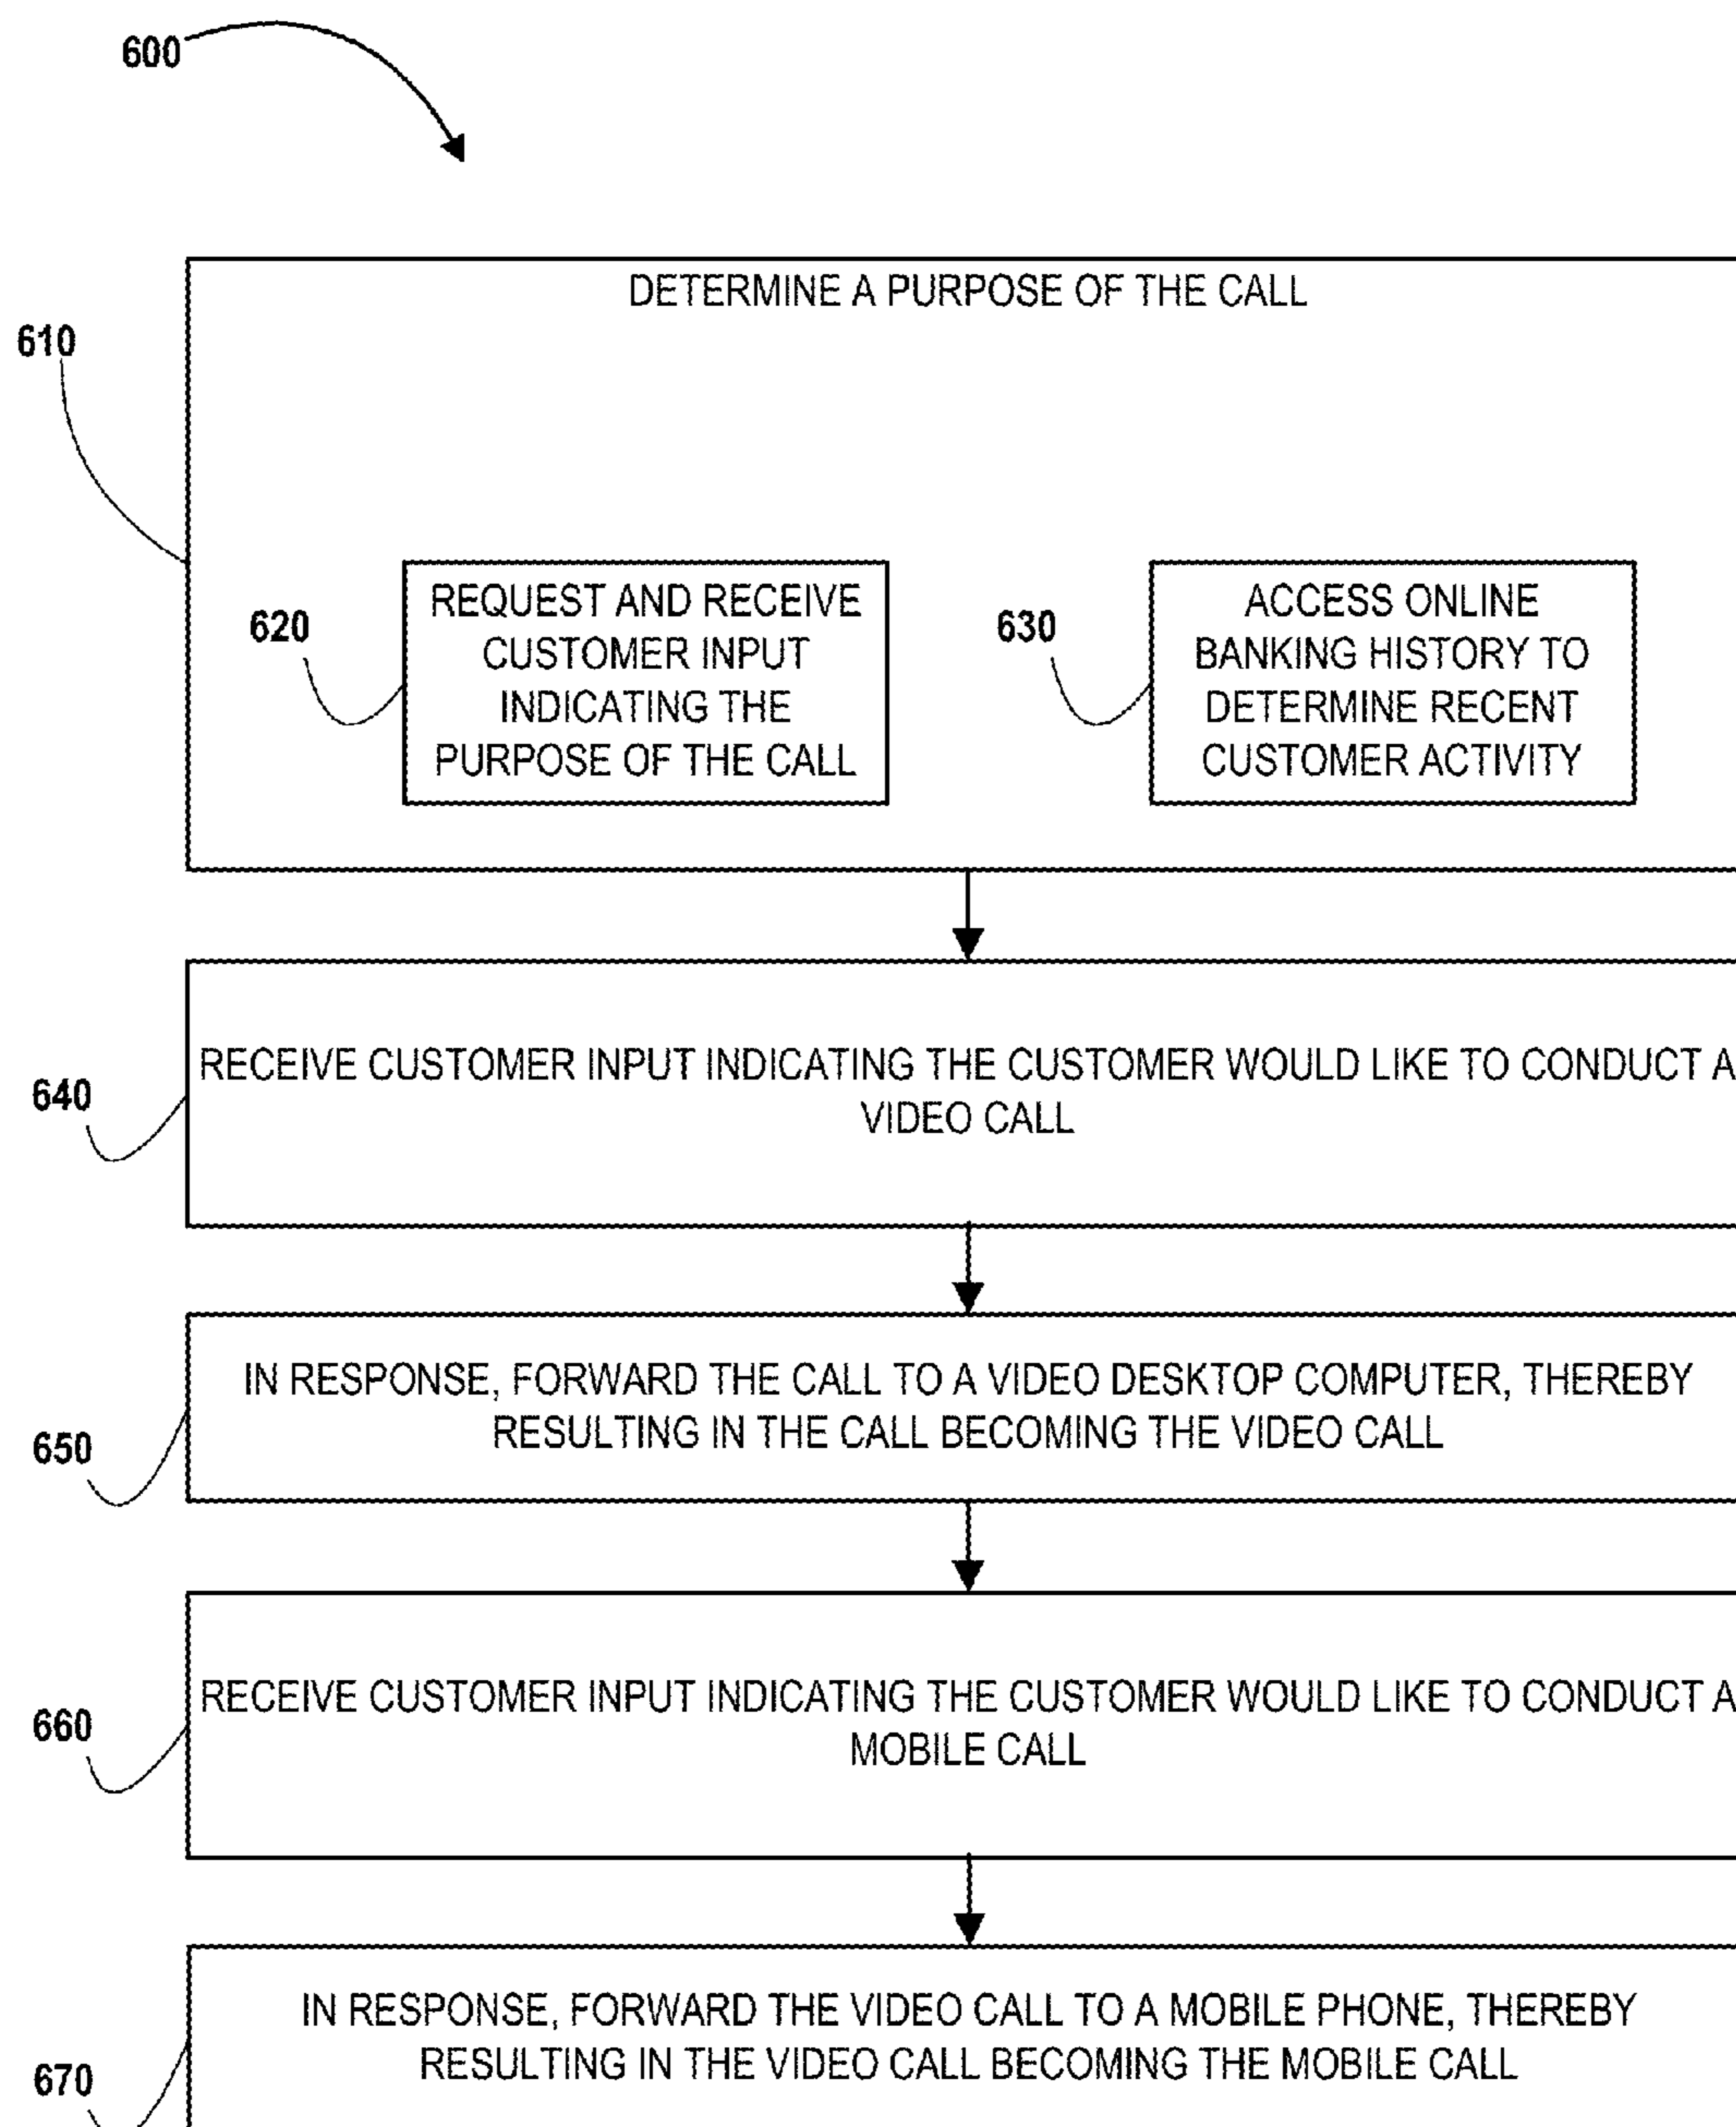 600
DETERMINE A PURPOSE OF THE CALL
610
620
REQUEST AND RECEIVE
CUSTOMER INPUT
INDICATING THE
PURPOSE OF THE CALL
630
ACCESS ONLINE
BANKING HISTORY TO
DETERMINE RECENT
CUSTOMER ACTIVITY
640
RECEIVE CUSTOMER INPUT INDICATING THE CUSTOMER WOULD LIKE TO CONDUCT A
VIDEO CALL
650
IN RESPONSE, FORWARD THE CALL TO A VIDEO DESKTOP COMPUTER, THEREBY
RESULTING IN THE CALL BECOMING THE VIDEO CALL
660
RECEIVE CUSTOMER INPUT INDICATING THE CUSTOMER WOULD LIKE TO CONDUCT A
MOBILE CALL
670
IN RESPONSE, FORWARD THE VIDEO CALL TO A MOBILE PHONE, THEREBY
RESULTING IN THE VIDEO CALL BECOMING THE MOBILE CALL